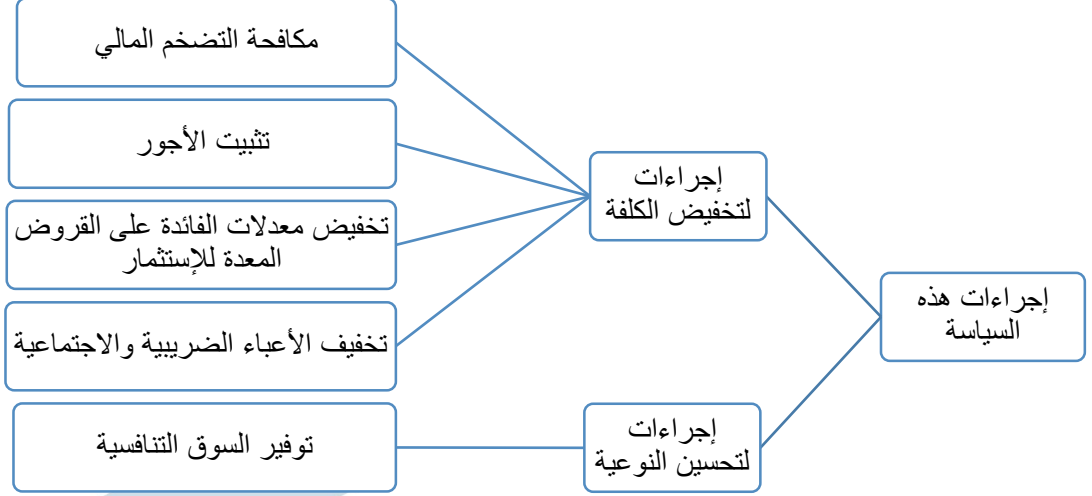 إجراءات هذه
السياسة
إجراءات
لتخفيض الكلفة
مكافحة التضخم المالي
تثبيت الأجور
تخفيض معدلات الفائدة على القروض
المعدة للإستثمار
تخفيف الأعباء الضريبية والاجتماعية
إجراءات
لتحسين النوعية
توفير السوق التنافسية